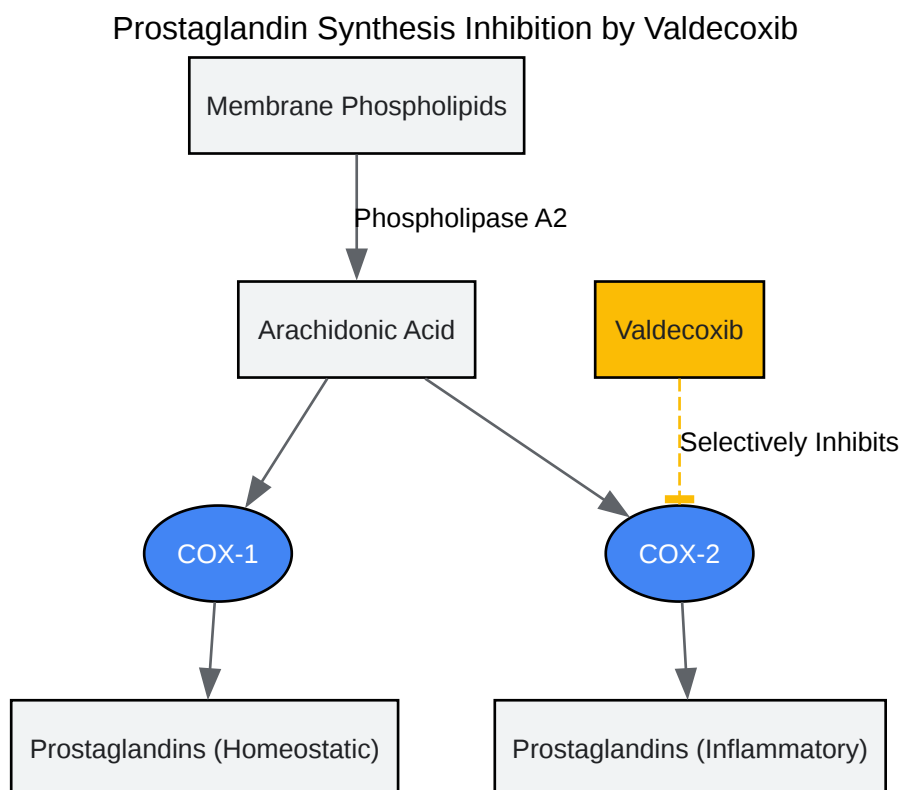 Prostaglandin Synthesis Inhibition by Valdecoxib
Membrane Phospholipids
Phospholipase A2
Arachidonic Acid
Valdecoxib
Selectively Inhibits
COX-1
COX-2
Prostaglandins (Homeostatic)
Prostaglandins (Inflammatory)